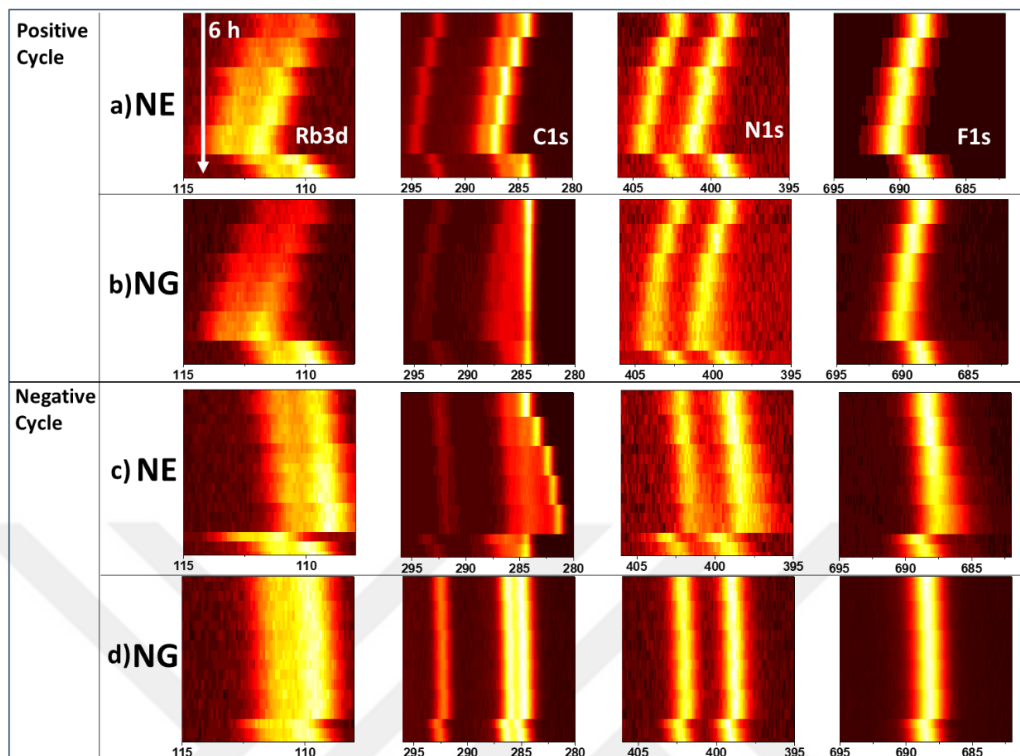 Positive
Cycle
6 h
a)NE
Rb3d C1s N1s F1s
115 110 295 290 285 280 405 400 395 695 690 685
b)NG
115 110 295 290 285 280 405 400 395 695 690 685
Negative
Cycle
c) NE
115 110 295 290 285 280 400 395 695 690 685
d)NG
115 110 295 290 285 280 405 400 395 695 690 685